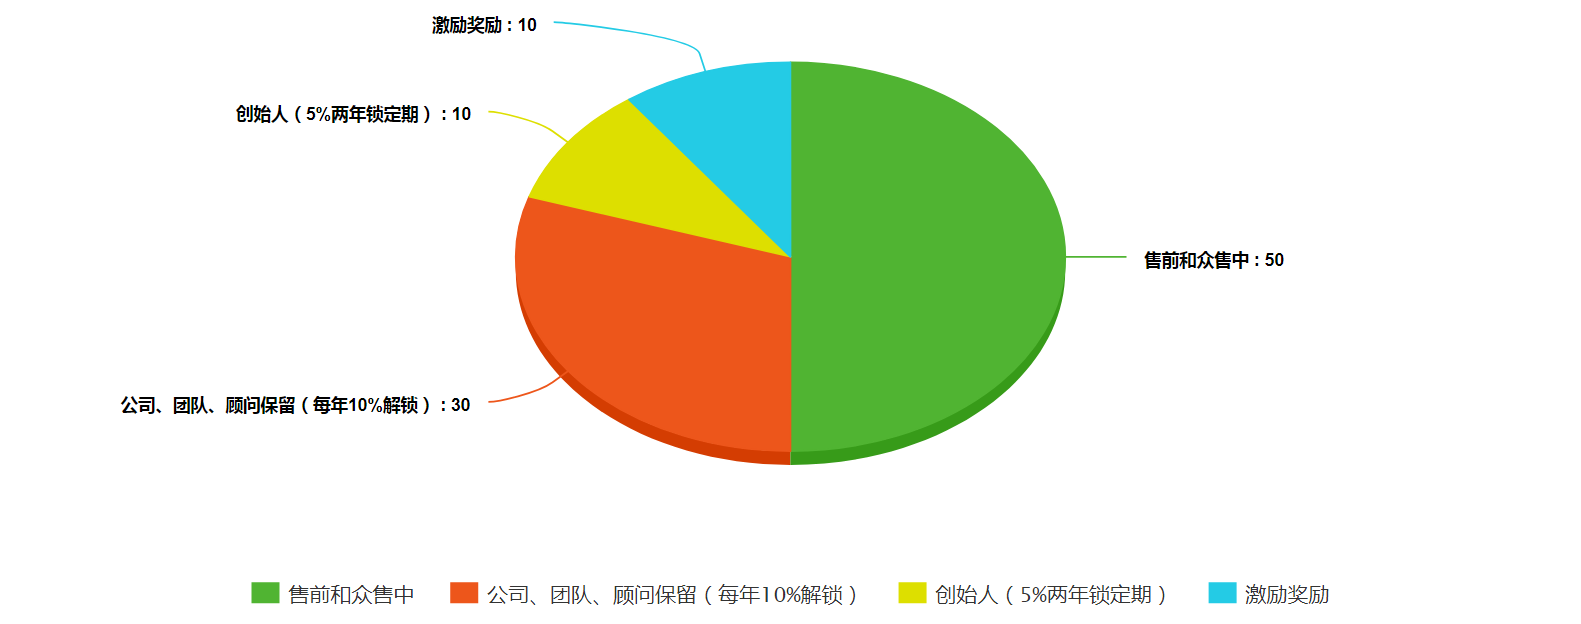 激励奖励 : 10
创始人（5%两年锁定期）: 10
售前和众售中 : 50
公司、团队、顾问保留（每年10%解锁）: 30
售前和众售中 公司、团队、顾问保留（每年10%解锁） 创始人（5%两年锁定期） 激励奖励